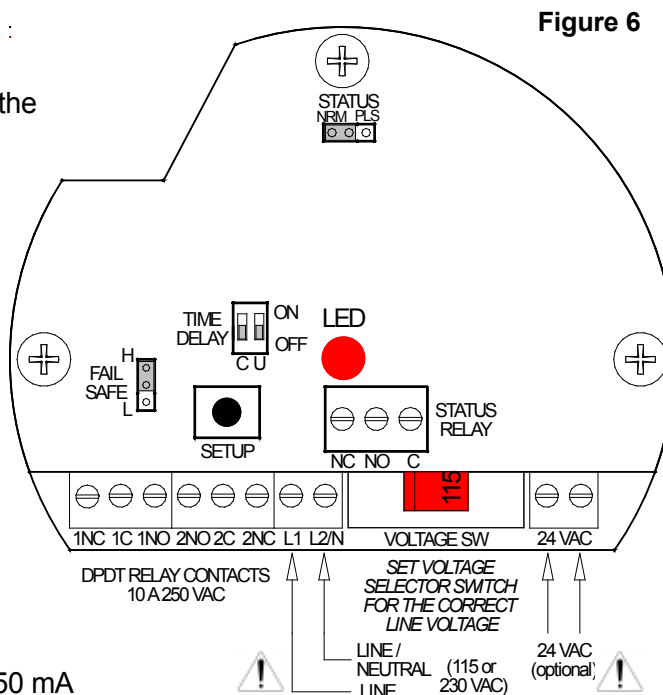 Figure 6
:
the
STATUS
NRM PLS
TIME
DELAY
ON
OFF
C U
LED
H
FAIL
SAFE
L
SETUP
STATUS
RELAY
NC NO C
115
1NC 1C 1NO 2NO 2C 2NC L1 L2/N
VOLTAGE SW
24 VAC
DPDT RELAY CONTACTS
10 A 250 VAC
SET VOLTAGE
SELECTOR SWITCH
FOR THE CORRECT
LINE VOLTAGE
LINE /
NEUTRAL
LINE
(115 or
230 VAC)
24 VAC
(optional)
50 mA